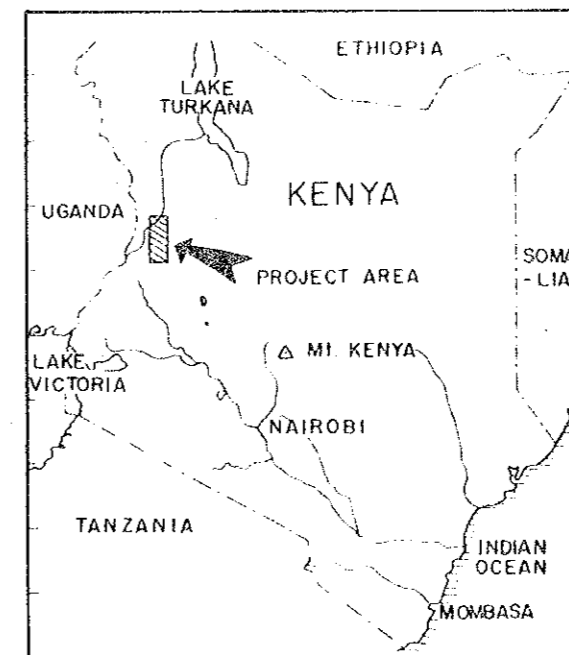 ETHIOPIA
LAKE
TURKANA
KENYA
UGANDA
SOMA
- LIA
PROJECT AREA
MT. KENYA
LAKE
VICTORIA
NAIROBI
TANZANIA
INDIAN
OCEAN
MOMBASA